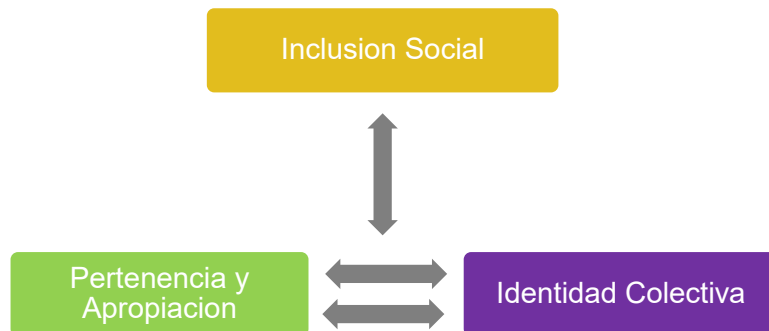 Inclusion Social
Pertenencia y
Apropiacion
Identidad Colectiva